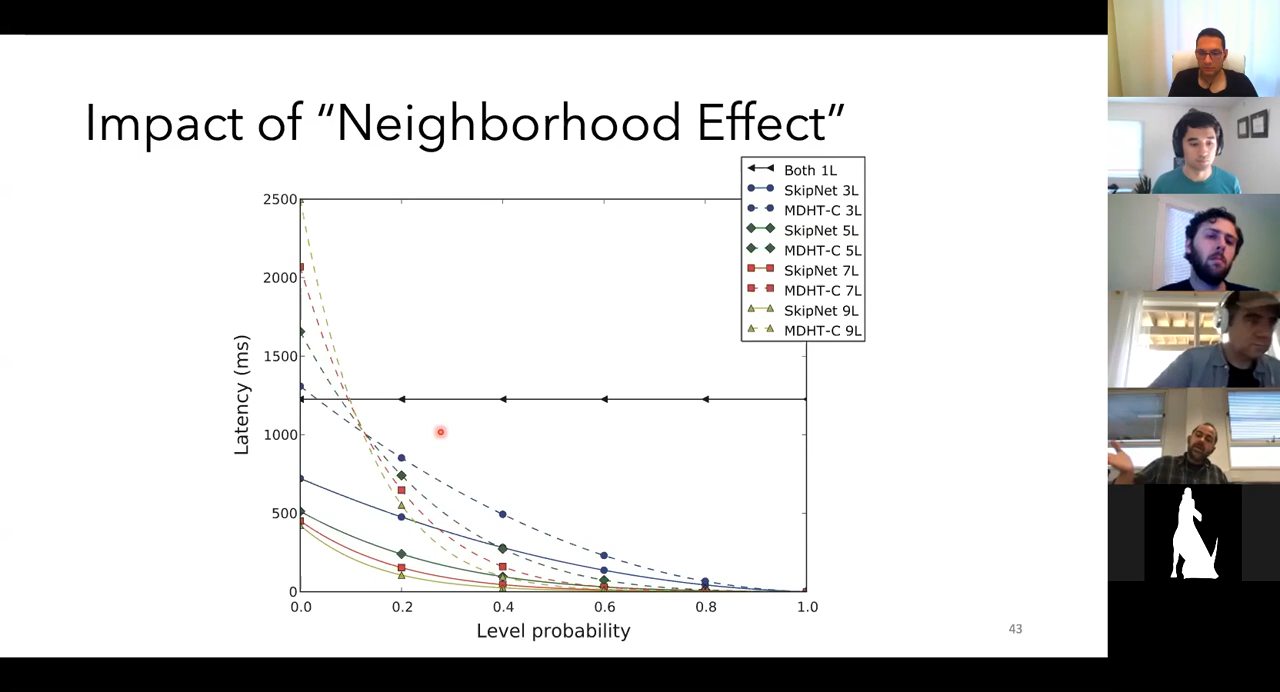 Impact of “Neighborhood Effect”
Both 1L
SkipNet 3L
MDHT-C 3L
SkipNet 5L
MDHT-C 5L
SkipNet 7L
MDHT-C 7L
SkipNet 9L
MDHT-C 9L
2500
2000
1500
1000
500
0
Latency (ms)
0.0 0.2 0.4 0.6 0.8 1.0
Level probability
43